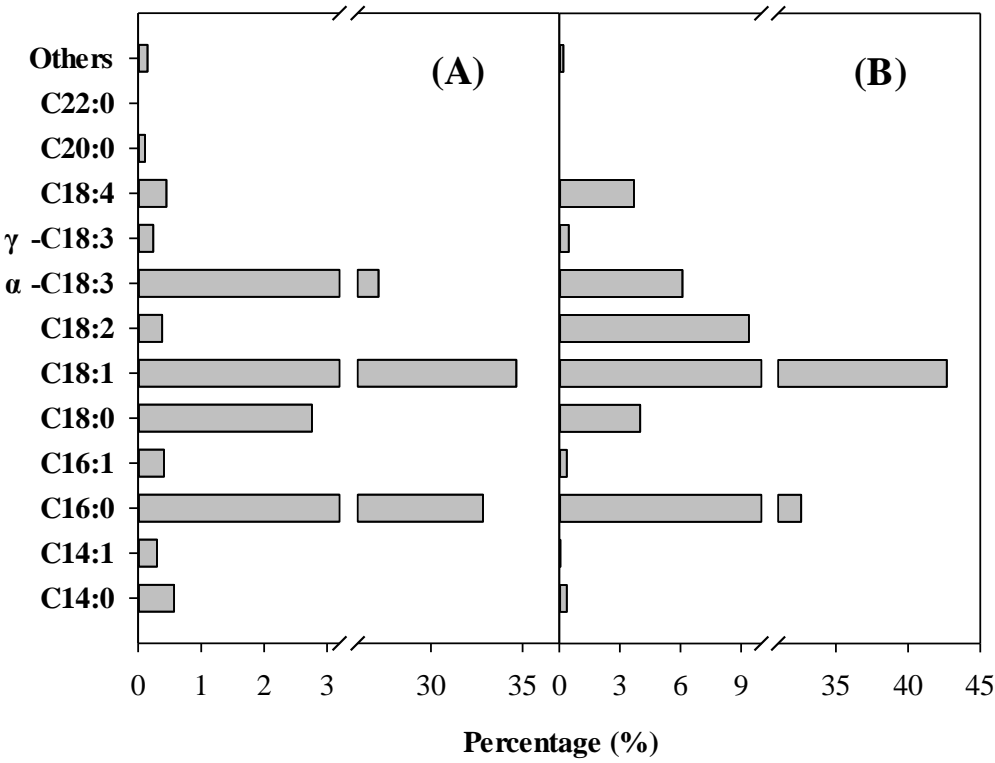 (A)
(B)
Others
C22:0
C20:0
C18:4
γ -C18:3
α -C18:3
C18:2
C18:1
C18:0
C16:1
C16:0
C14:1
C14:0
0 1 2 3 30 35 0 3 6 9 35 40 45
Percentage (%)